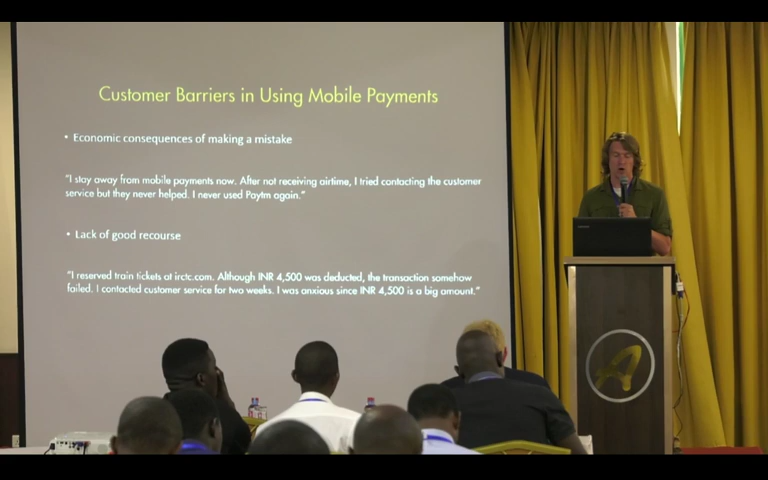 Customer Barriers in Using Mobile Payments
• Economic consequences of making a mistake
"I stay away from mobile payments now. After not receiving airtime, I tried contacting the customer
service but they never helped. I never used Paytm again."
• Lack of good recourse
"I reserved train tickets at irctc.com. Although INR 4,500 was deducted, the transaction somehow
failed. I contacted customer service for two weeks. I was anxious since INR 4,500 is a big amount."
A